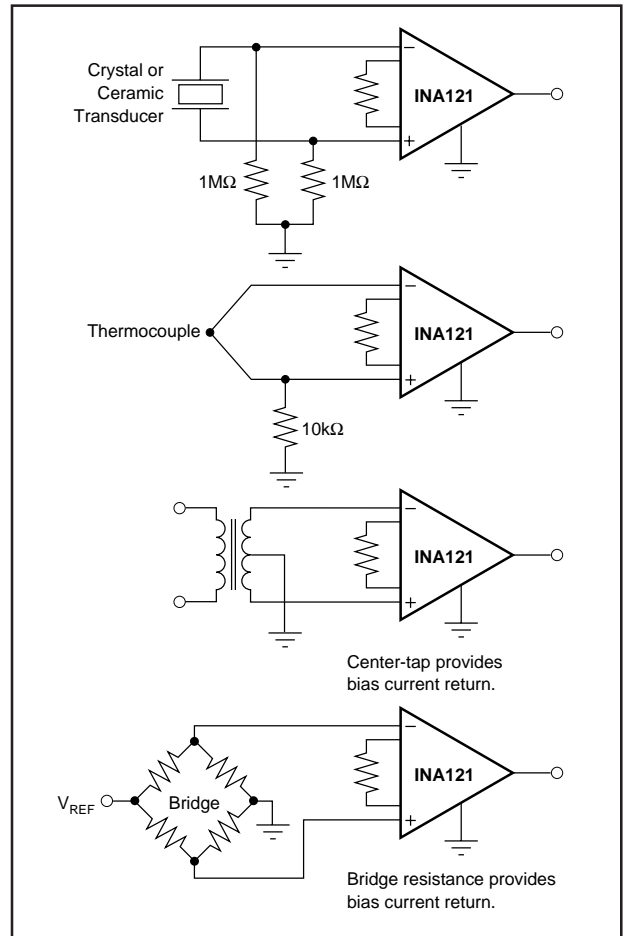 Crystal or
Ceramic
Transducer
−
INA121
+
1MΩ
1MΩ
−
Thermocouple
INA121
+
10kΩ
−
INA121
+
Center-tap provides
bias current return.
−
INA121
VREF
Bridge
+
Bridge resistance provides
bias current return.